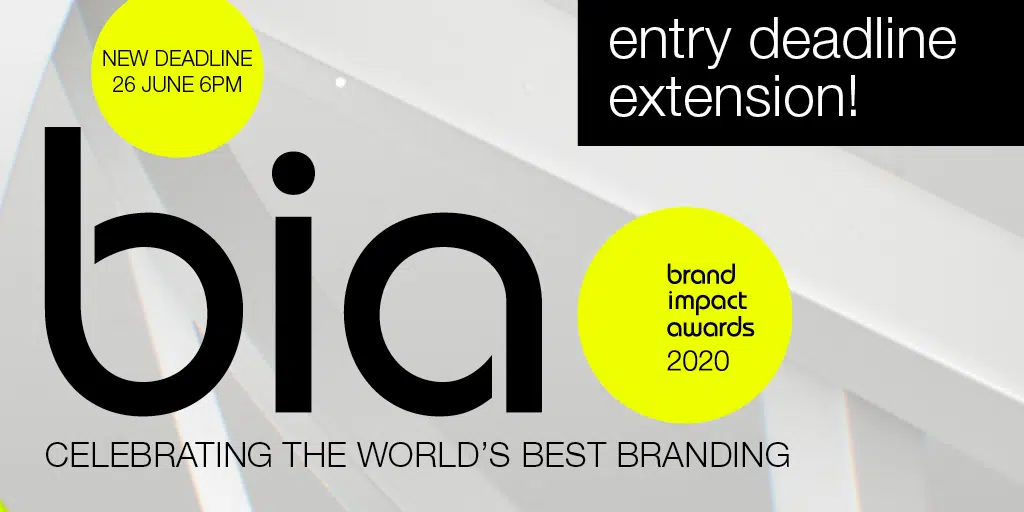 NEW DEADLINE
26 JUNE 6PM
entry deadline
extension!
bia
brand
impact
awards
2020
CELEBRATING THE WORLD’S BEST BRANDING